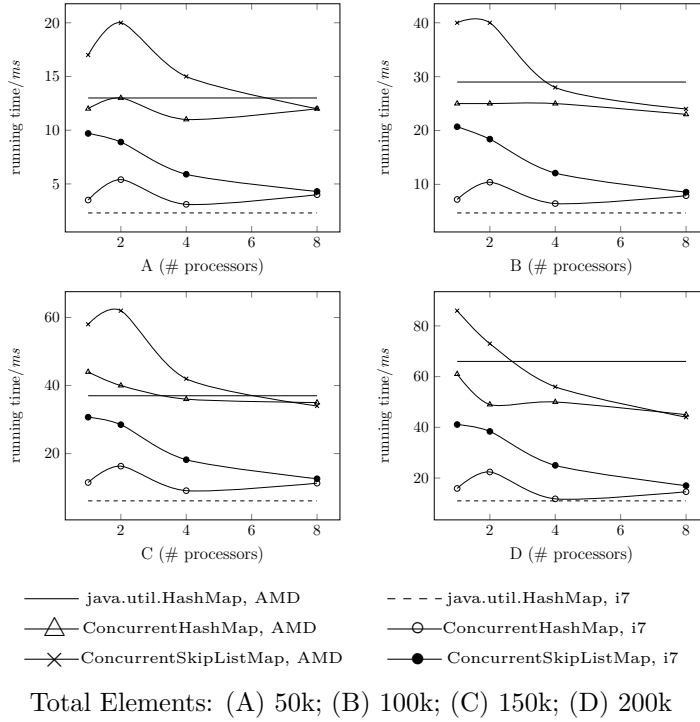 20
15
10
5
running time/ms
2
4
6
8
A (# processors)
40
30
20
10
running time/ms
2
4
6
8
B (# processors)
60
40
20
running time/ms
2
4
6
8
C (# processors)
80
60
40
20
running time/ms
2
4
6
8
D (# processors)
java.util.HashMap, AMD
java.util.HashMap, i7
ConcurrentHashMap, AMD
ConcurrentHashMap, i7
ConcurrentSkipListMap, AMD
ConcurrentSkipListMap, i7
Total Elements: (A) 50k; (B) 100k; (C) 150k; (D) 200k